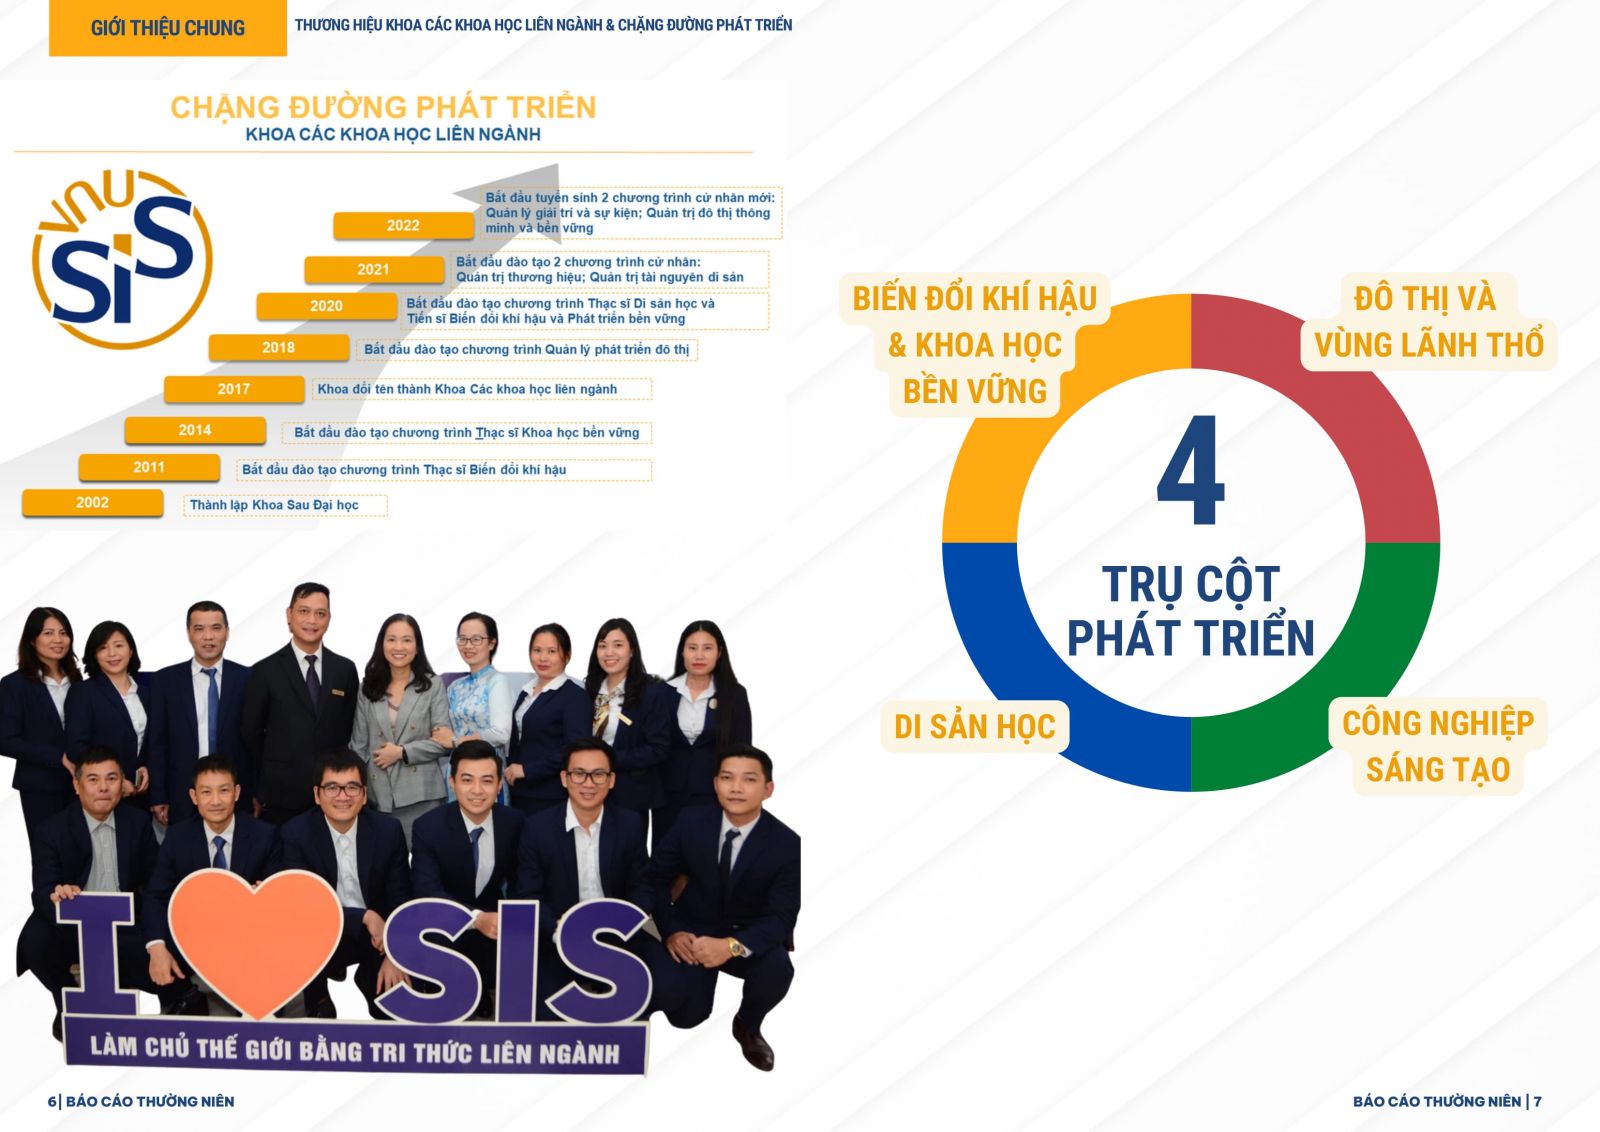 GIỚI THIỆU CHUNG
THƯƠNG HIỆU KHOA CÁC KHOA HỌC LIÊN NGÀNH & CHẶNG ĐƯỜNG PHÁT TRIỂN
CHẶNG ĐƯỜNG PHÁT TRIỂN
KHOA CÁC KHOA HỌC LIÊN NGÀNH
VNU
SIS
2022
Bắt đầu tuyển sinh 2 chương trình cử nhân mới:
Quản lý giải trí và sự kiện; Quản trị đô thị thông
minh và bền vững
2021
Bắt đầu đào tạo 2 chương trình cử nhân:
Quản trị thương hiệu; Quản trị tài nguyên di sản
2020
Bắt đầu đào tạo chương trình Thạc sĩ Di sản học và
Tiến sĩ Biến đổi khí hậu và Phát triển bền vững
2018
Bắt đầu đào tạo chương trình Quản lý phát triển đô thị
2017
Khoa đổi tên thành Khoa Các khoa học liên ngành
2014
Bắt đầu đào tạo chương trình Thạc sĩ Khoa học bền vững
2011
Bắt đầu đào tạo chương trình Thạc sĩ Biến đổi khí hậu
2002
Thành lập Khoa Sau Đại học
I SIS
LÀM CHỦ THẾ GIỚI BẰNG TRI THỨC LIÊN NGÀNH
6| BÁO CÁO THƯỜNG NIÊN
BIẾN ĐỔI KHÍ HẬU
& KHOA HỌC
BỀN VỮNG
ĐÔ THỊ VÀ
VÙNG LÃNH THỔ
4
TRỤ CỘT
PHÁT TRIỂN
DI SẢN HỌC
CÔNG NGHIỆP
SÁNG TẠO
BÁO CÁO THƯỜNG NIÊN | 7